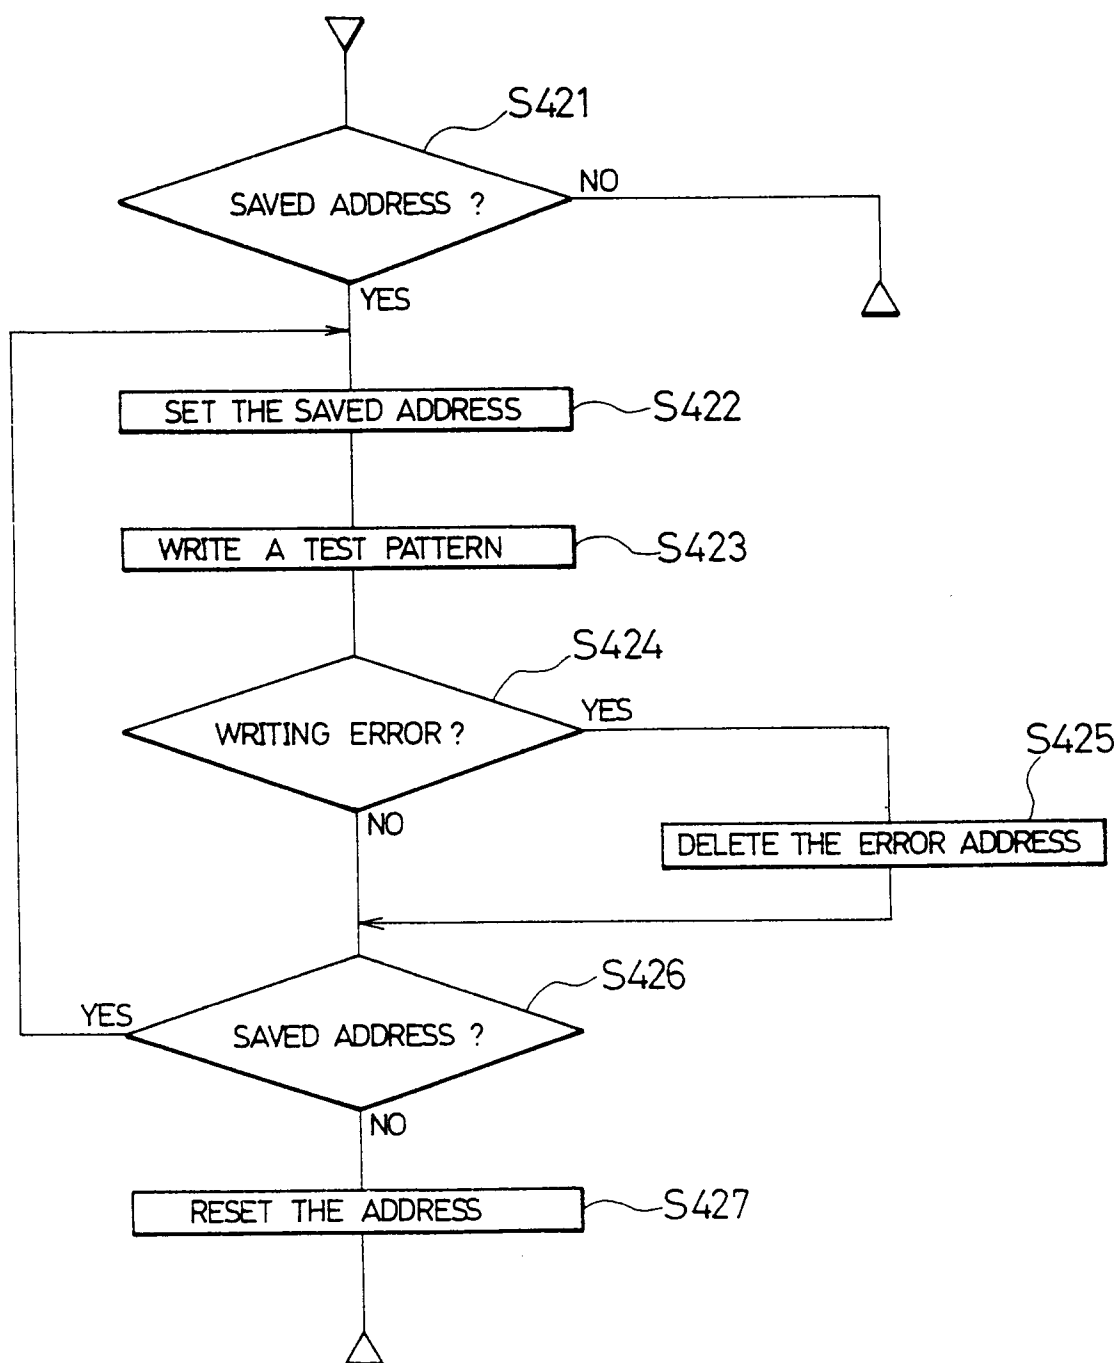 S421
SAVED ADDRESS ?
NO
YES
SET THE SAVED ADDRESS
S422
WRITE A TEST PATTERN
S423
S424
WRITING ERROR ?
YES
S425
NO
DELETE THE ERROR ADDRESS
S426
YES
SAVED ADDRESS ?
NO
RESET THE ADDRESS
S427